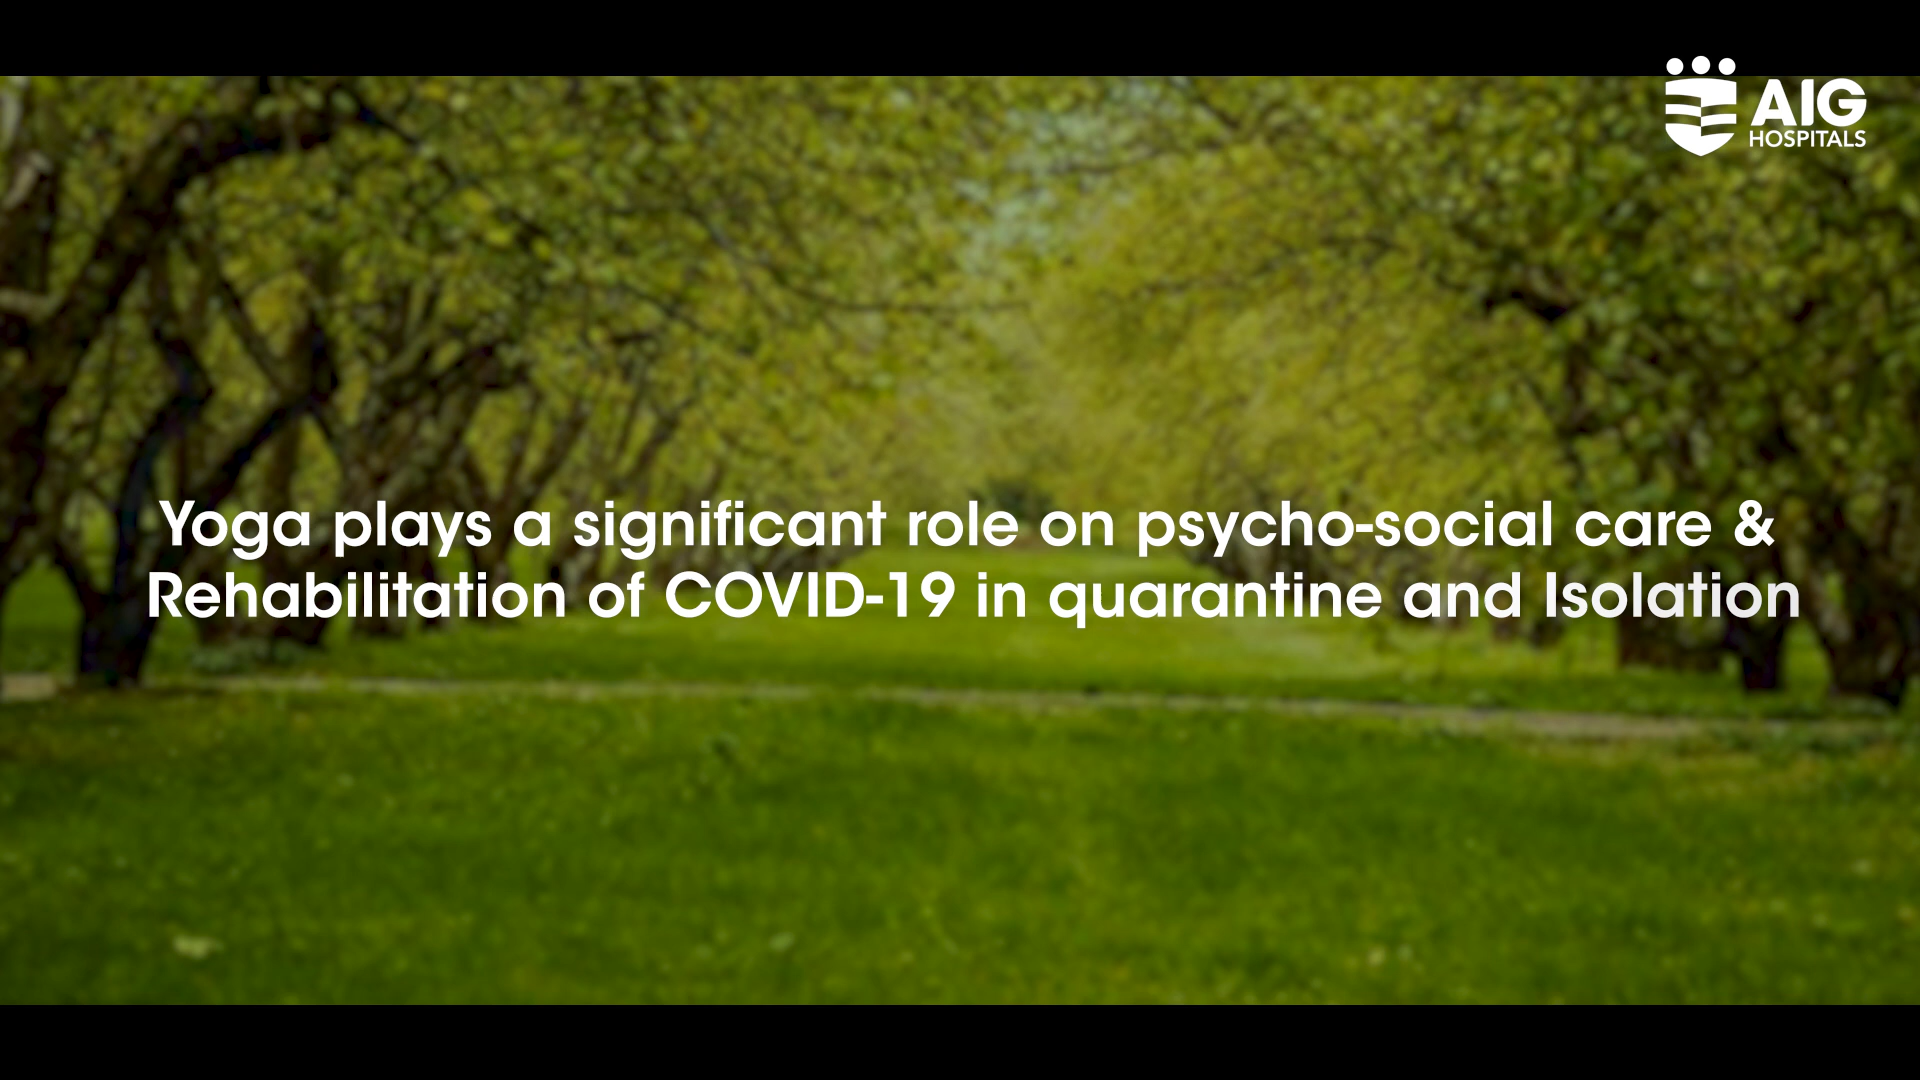 AIG
HOSPITALS
Yoga plays a significant role on psycho-social care &
Rehabilitation of COVID-19 in quarantine and Isolation